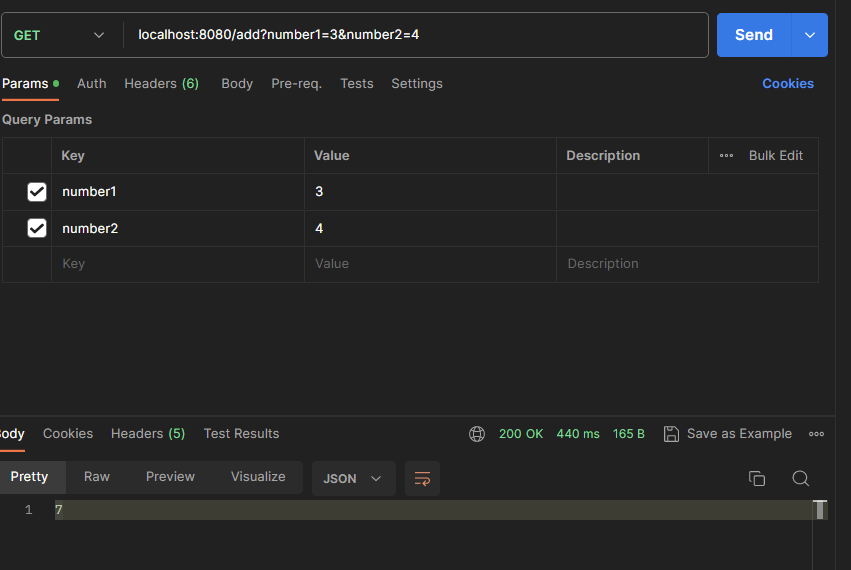 GET localhost:8080/add?number1=3&number2=4 Send
Params Auth Headers (6) Body Pre-req. Tests Settings Cookies
Query Params
Key Value Description Bulk Edit
number1 3
number2 4
Key Value Description
ody Cookies Headers (5) Test Results 200 OK 440 ms 165 B Save as Example
Pretty Raw Preview Visualize JSON
1 7